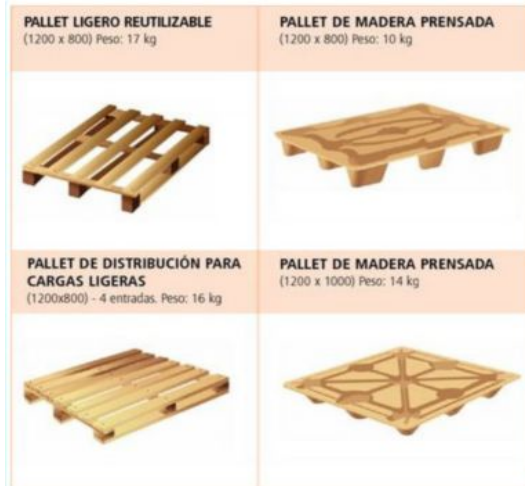 PALLET LIGERO REUTILIZABLE
(1200 x 800) Peso: 17 kg
PALLET DE MADERA PRENSADA
(1200 x 800) Peso: 10 kg
PALLET DE DISTRIBUCIÓN PARA
CARGAS LIGERAS
(1200x800) - 4 entradas. Peso: 16 kg
PALLET DE MADERA PRENSADA
(1200 x 1000) Peso: 14 kg